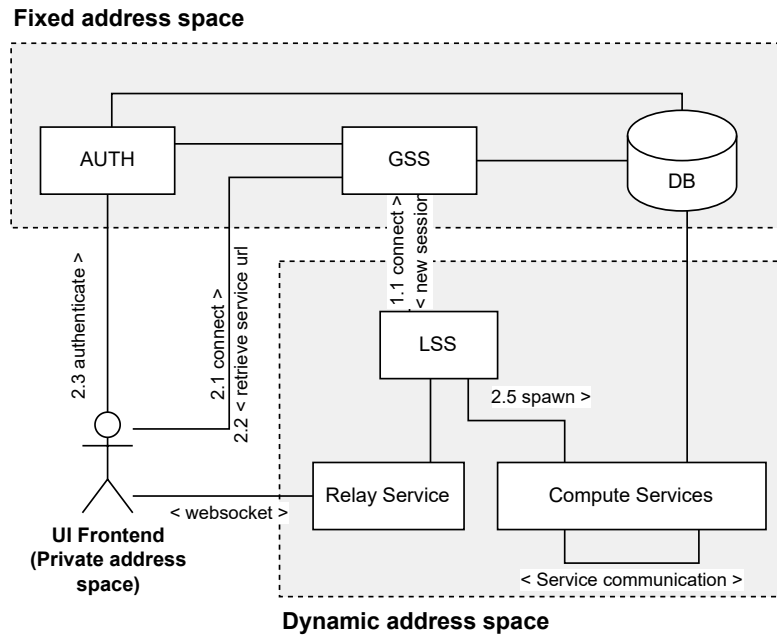 Fixed address space
AUTH
GSS
DB
2.3 authenticate >
2.1 connect >
2.2 < retrieve service url
1.1 connect >
< new session
LSS
2.5 spawn >
Relay Service
Compute Services
< websocket >
UI Frontend
(Private address
space)
< Service communication >
Dynamic address space